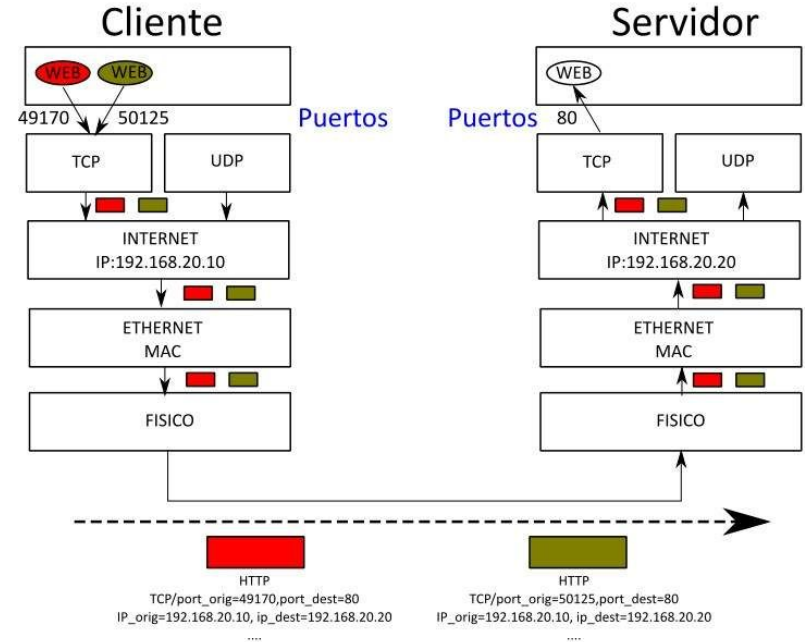 Cliente
Servidor
WEB WEB
WEB
49170 50125
Puertos
Puertos 80
TCP
UDP
TCP
UDP
INTERNET
IP:192.168.20.10
INTERNET
IP:192.168.20.20
ETHERNET
MAC
ETHERNET
MAC
FISICO
FISICO
HTTP
TCP/port_orig=49170,port_dest=80
IP_orig=192.168.20.10, ip_dest=192.168.20.20
....
HTTP
TCP/port_orig=50125,port_dest=80
IP_orig=192.168.20.10, ip_dest=192.168.20.20
....